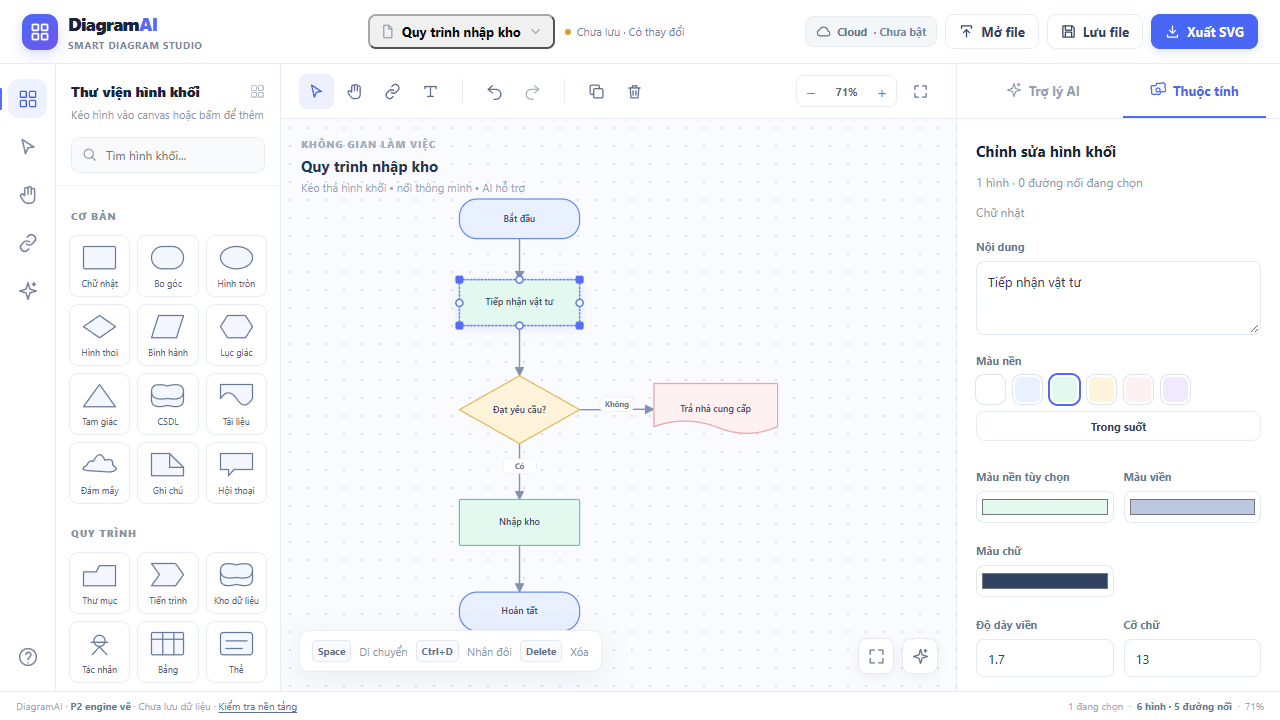 DiagramAI
SMART DIAGRAM STUDIO
Quy trình nhập kho
Chưa lưu · Có thay đổi
Cloud · Chưa bật
Mở file
Lưu file
Xuất SVG
Thư viện hình khối
Kéo hình vào canvas hoặc bấm để thêm
Tìm hình khối...
CƠ BẢN
Chữ nhật
Bo góc
Hình tròn
Hình thoi
Bình hành
Lục giác
Tam giác
CSDL
Tài liệu
Đám mây
Ghi chú
Hội thoại
QUY TRÌNH
Thư mục
Tiến trình
Kho dữ liệu
Tác nhân
Bảng
Thẻ
71%
KHÔNG GIAN LÀM VIỆC
Quy trình nhập kho
Kéo thả hình khối • nối thông minh • AI hỗ trợ
Bắt đầu
Tiếp nhận vật tư
Đạt yêu cầu?
Không
Trả nhà cung cấp
Có
Nhập kho
Hoàn tất
Space Di chuyển Ctrl+D Nhân đôi Delete Xóa
Trợ lý AI
Thuộc tính
Chỉnh sửa hình khối
1 hình · 0 đường nối đang chọn
Chữ nhật
Nội dung
Tiếp nhận vật tư
Màu nền
Trong suốt
Màu nền tùy chọn
Màu viền
Màu chữ
Độ dày viền
Cỡ chữ
1.7
13
DiagramAI · P2 engine vẽ · Chưa lưu dữ liệu · Kiểm tra nền tảng
1 đang chọn · 6 hình · 5 đường nối · 71%